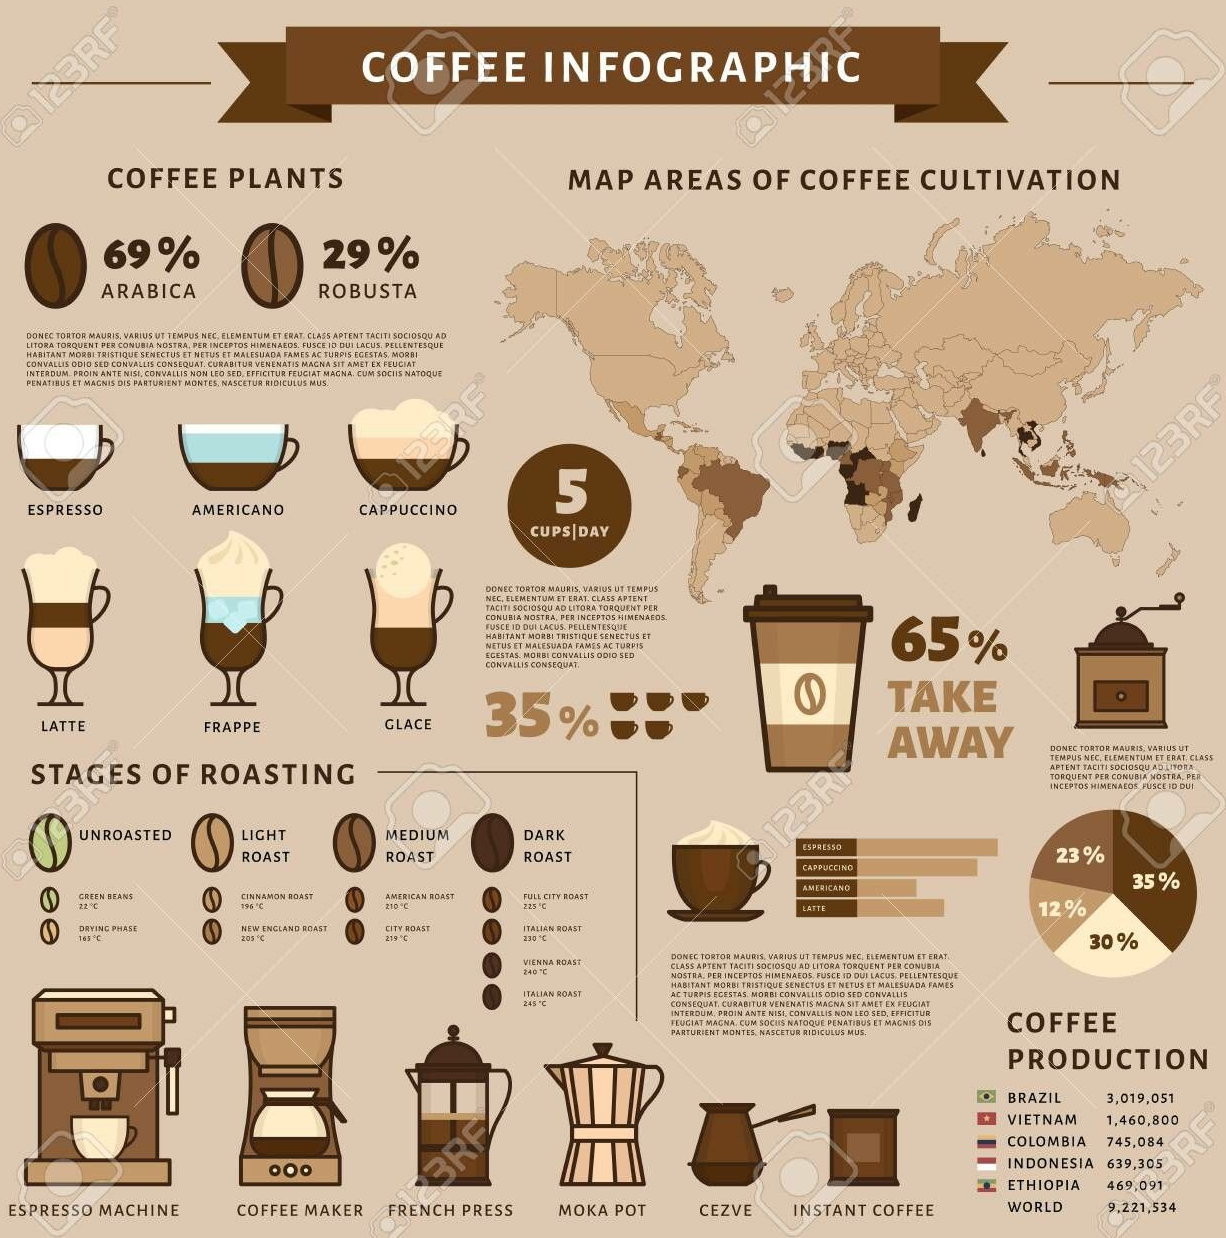 COFFEE INFOGRAPHIC
COFFEE PLANTS
69%
ARABICA
29%
ROBUSTA
DONEC TORTOR MAURIS, VARIUS UT TEMPUS NEC, ELEMENTUM ET ERAT. CLASS APTENT TACITI SOCIOSQU AD
LITORA TORQUENT PER CONUBIA NOSTRA, PER INCEPTOS HIMENAEOS. FUSCE ID DUI LACUS. PELLENTESQUE
HABITANT MORBI TRISTIQUE SENECTUS ET NETUS ET MALESUADA FAMES AC TURPIS EGESTAS. MORBI
CONVALLIS ODIO SED CONVALLIS CONSEQUAT. CURABITUR VENENATIS MAGNA SIT AMET EX FEUGIAT
INTERDUM. PROIN ANTE NISI, CONVALLIS NON LEO SED, EFFICITUR FEUGIAT MAGNA. CUM SOCIIS NATOQUE
PENATIBUS ET MAGNIS DIS PARTURIENT MONTES, NASCETUR RIDICULUS MUS.
ESPRESSO
AMERICANO
CAPPUCCINO
LATTE
FRAPPE
GLACE
MAP AREAS OF COFFEE CULTIVATION
5
CUPS|DAY
DONEC TORTOR MAURIS, VARIUS UT TEMPUS
NEC, ELEMENTUM ET ERAT. CLASS APTENT
TACITI SOCIOSQU AD LITORA TORQUENT PER
CONUBIA NOSTRA, PER INCEPTOS HIMENAEOS.
FUSCE ID DUI LACUS. PELLENTESQUE
HABITANT MORBI TRISTIQUE SENECTUS ET
NETUS ET MALESUADA FAMES AC TURPIS
EGESTAS. MORBI CONVALLIS ODIO SED
CONVALLIS CONSEQUAT.
35%
65%
TAKE
AWAY
DONEC TORTOR MAURIS, VARIUS UT
TEMPUS NEC, ELEMENTUM ET ERAT. CLASS
APTENT TACITI SOCIOSQU AD LITORA
TORQUENT PER CONUBIA NOSTRA, PER
INCEPTOS HIMENAEOS. FUSCE ID DUI
STAGES OF ROASTING
UNROASTED
GREEN BEANS
22 °C
DRYING PHASE
165 °C
LIGHT
ROAST
CINNAMON ROAST
196 °C
NEW ENGLAND ROAST
205 °C
MEDIUM
ROAST
AMERICAN ROAST
210 °C
CITY ROAST
219 °C
DARK
ROAST
FULL CITY ROAST
225 °C
ITALIAN ROAST
230 °C
VIENNA ROAST
240 °C
ITALIAN ROAST
245 °C
ESPRESSO
CAPPUCCINO
AMERICANO
LATTE
23%
35%
12%
30%
DONEC TORTOR MAURIS, VARIUS UT TEMPUS NEC, ELEMENTUM ET ERAT.
CLASS APTENT TACITI SOCIOSQU AD LITORA TORQUENT PER CONUBIA
NOSTRA, PER INCEPTOS HIMENAEOS. FUSCE ID DUI LACUS. PELLENTESQUE
HABITANT MORBI TRISTIQUE SENECTUS ET NETUS ET MALESUADA FAMES
AC TURPIS EGESTAS. MORBI CONVALLIS ODIO SED CONVALLIS
CONSEQUAT. CURABITUR VENENATIS MAGNA SIT AMET EX FEUGIAT
INTERDUM. PROIN ANTE NISI, CONVALLIS NON LEO SED, EFFICITUR
FEUGIAT MAGNA. CUM SOCIIS NATOQUE PENATIBUS ET MAGNIS DIS
PARTURIENT MONTES, NASCETUR RIDICULUS MUS.
COFFEE
PRODUCTION
BRAZIL 3,019,051
VIETNAM 1,460,800
COLOMBIA 745,084
INDONESIA 639,305
ETHIOPIA 469,091
WORLD 9,221,534
ESPRESSO MACHINE
COFFEE MAKER
FRENCH PRESS
MOKA POT
CEZVE
INSTANT COFFEE
123RF